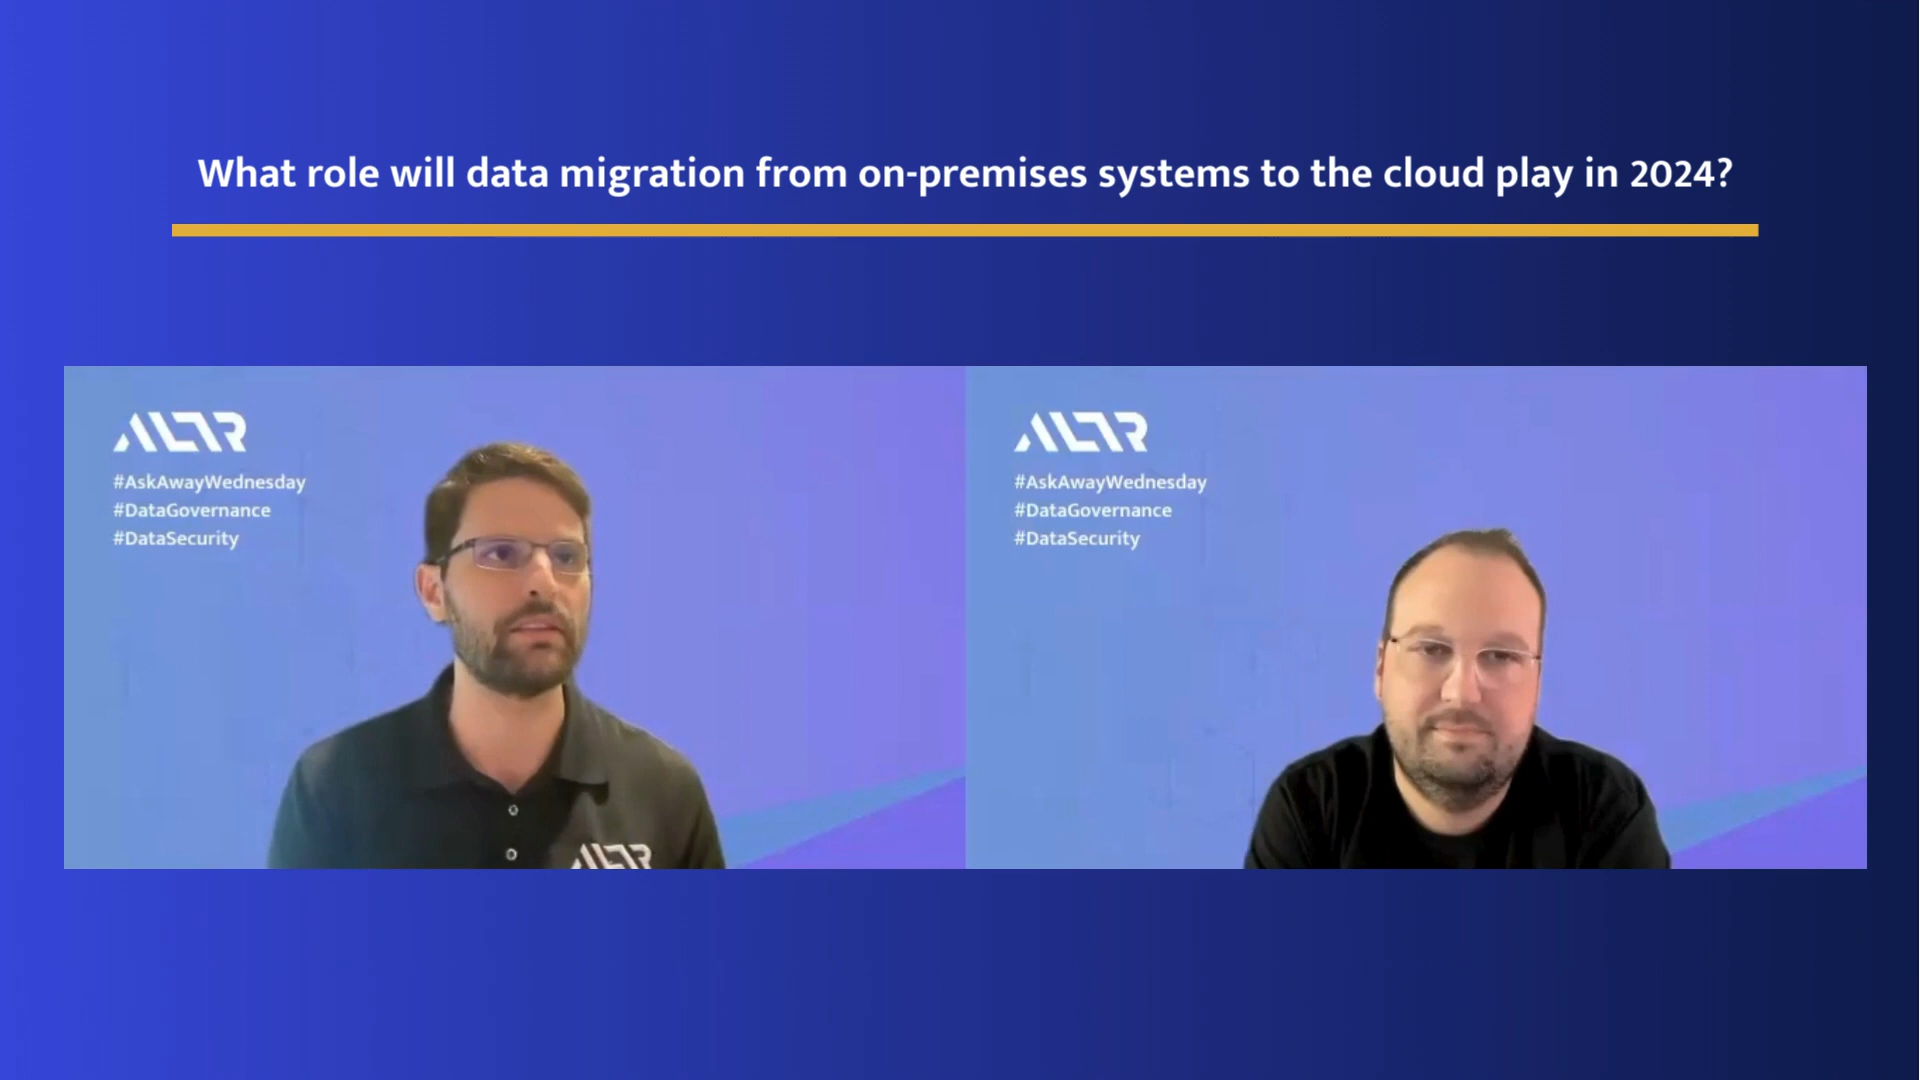 What role will data migration from on-premises systems to the cloud play in 2024?
ALTR
#AskAwayWednesday
#DataGovernance
#DataSecurity
ALTR
ALTR
#AskAwayWednesday
#DataGovernance
#DataSecurity